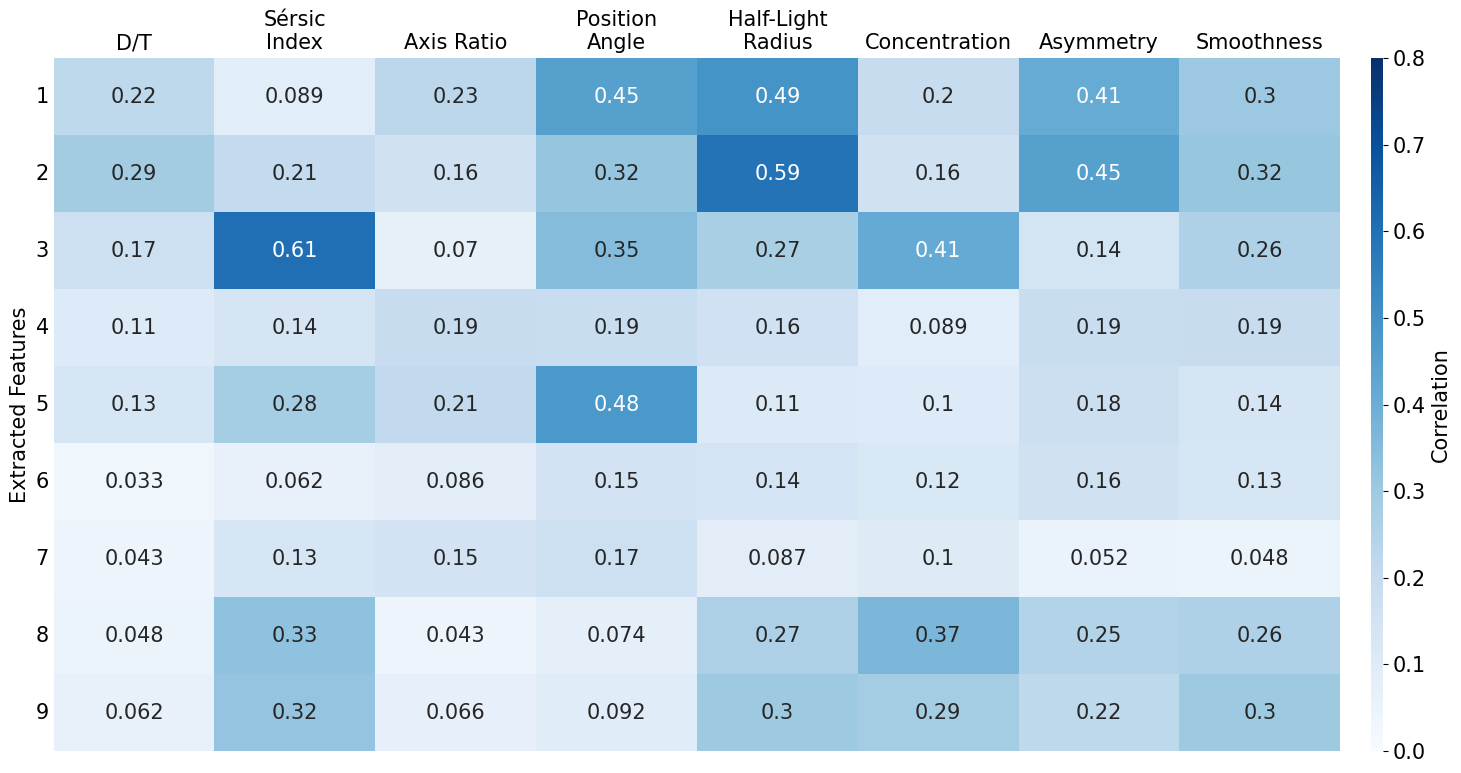 Sérsic
Index
Position
Angle
Half-Light
Radius
D/T
Axis Ratio
Concentration
Asymmetry
Smoothness
Extracted Features
1 0.22 0.089 0.23 0.45 0.49 0.2 0.41 0.3
2 0.29 0.21 0.16 0.32 0.59 0.16 0.45 0.32
3 0.17 0.61 0.07 0.35 0.27 0.41 0.14 0.26
4 0.11 0.14 0.19 0.19 0.16 0.089 0.19 0.19
5 0.13 0.28 0.21 0.48 0.11 0.1 0.18 0.14
6 0.033 0.062 0.086 0.15 0.14 0.12 0.16 0.13
7 0.043 0.13 0.15 0.17 0.087 0.1 0.052 0.048
8 0.048 0.33 0.043 0.074 0.27 0.37 0.25 0.26
9 0.062 0.32 0.066 0.092 0.3 0.29 0.22 0.3
0.8
0.7
0.6
0.5
0.4
0.3
0.2
0.1
0.0
Correlation